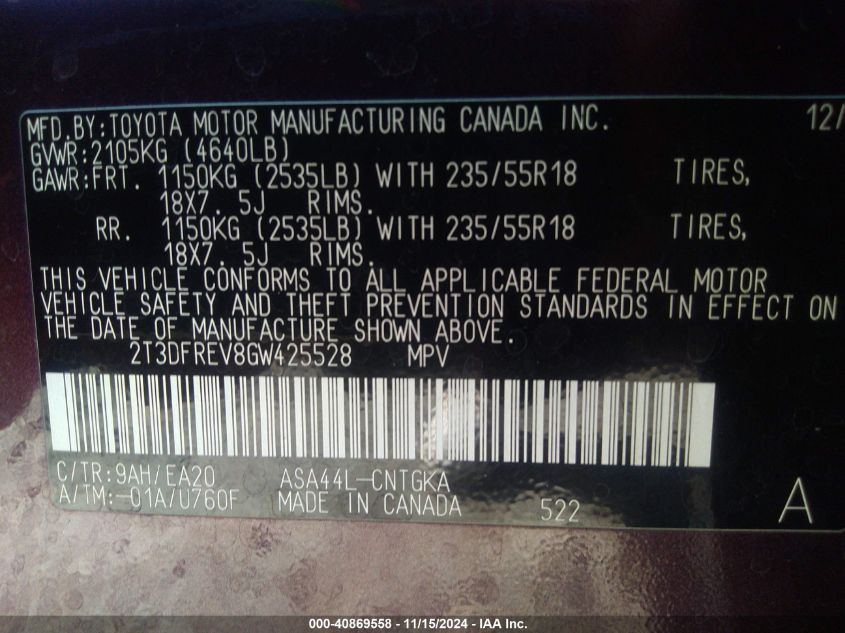 MFD.BY:TOYOTA MOTOR MANUFACTURING CANADA INC. 12/
GVWR:2105KG (4640LB)
GAWR:FRT. 1150KG (2535LB) WITH 235/55R18 TIRES,
18X7. 5J RIMS.
RR. 1150KG (2535LB) WITH 235/55R18 TIRES,
18X7. 5J RIMS.
THIS VEHICLE CONFORMS TO ALL APPLICABLE FEDERAL MOTOR
VEHICLE SAFETY AND THEFT PREVENTION STANDARDS IN EFFECT ON
THE DATE OF MANUFACTURE SHOWN ABOVE.
2T3DFREV8GW425528 MPV
C/TR:9AH/EA20 ASA44L-CNTGKA
A/TM:-01A/U760F MADE IN CANADA 522 A
000-40869558 - 11/15/2024 - IAA Inc.